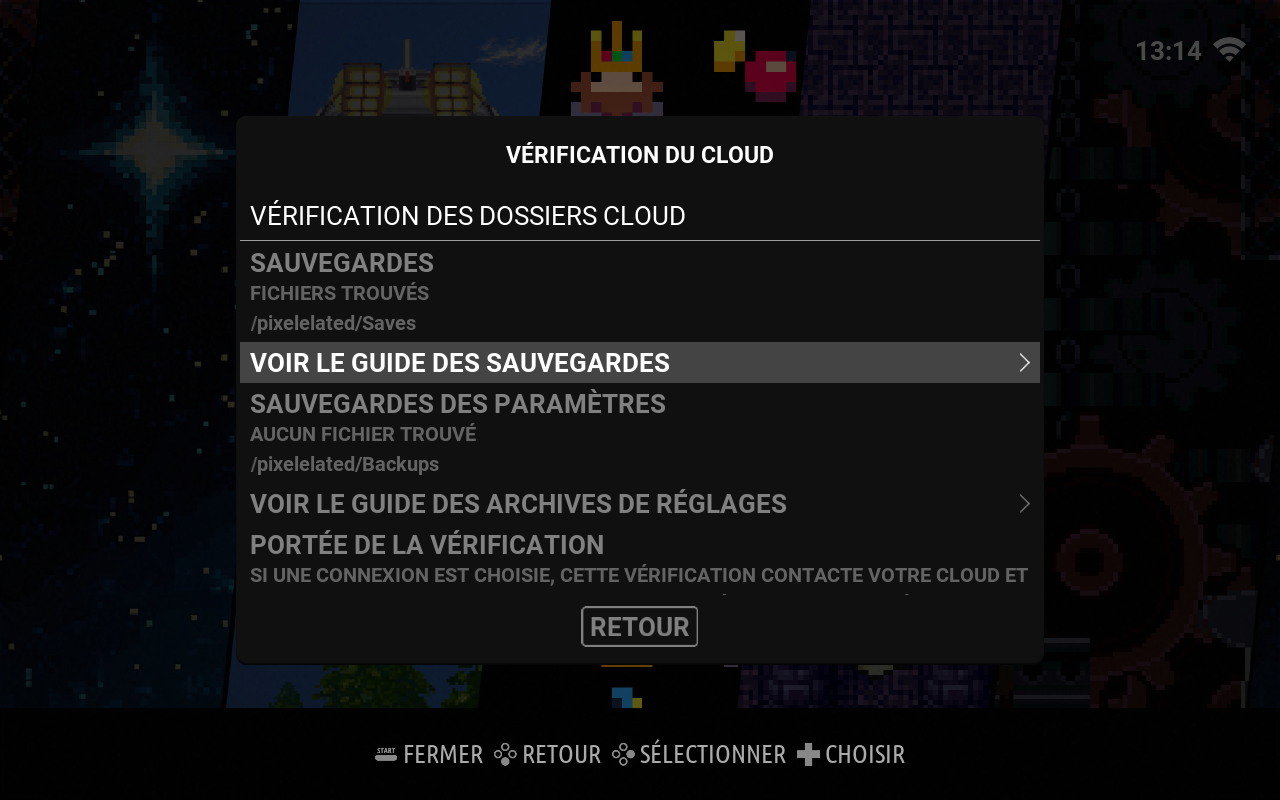 13:14
VÉRIFICATION DU CLOUD
VÉRIFICATION DES DOSSIERS CLOUD
SAUVEGARDES
FICHIERS TROUVÉS
/pixelelated/Saves
VOIR LE GUIDE DES SAUVEGARDES
SAUVEGARDES DES PARAMÈTRES
AUCUN FICHIER TROUVÉ
/pixelelated/Backups
VOIR LE GUIDE DES ARCHIVES DE RÉGLAGES
PORTÉE DE LA VÉRIFICATION
SI UNE CONNEXION EST CHOISIE, CETTE VÉRIFICATION CONTACTE VOTRE CLOUD ET
RETOUR
START FERMER RETOUR SÉLECTIONNER CHOISIR